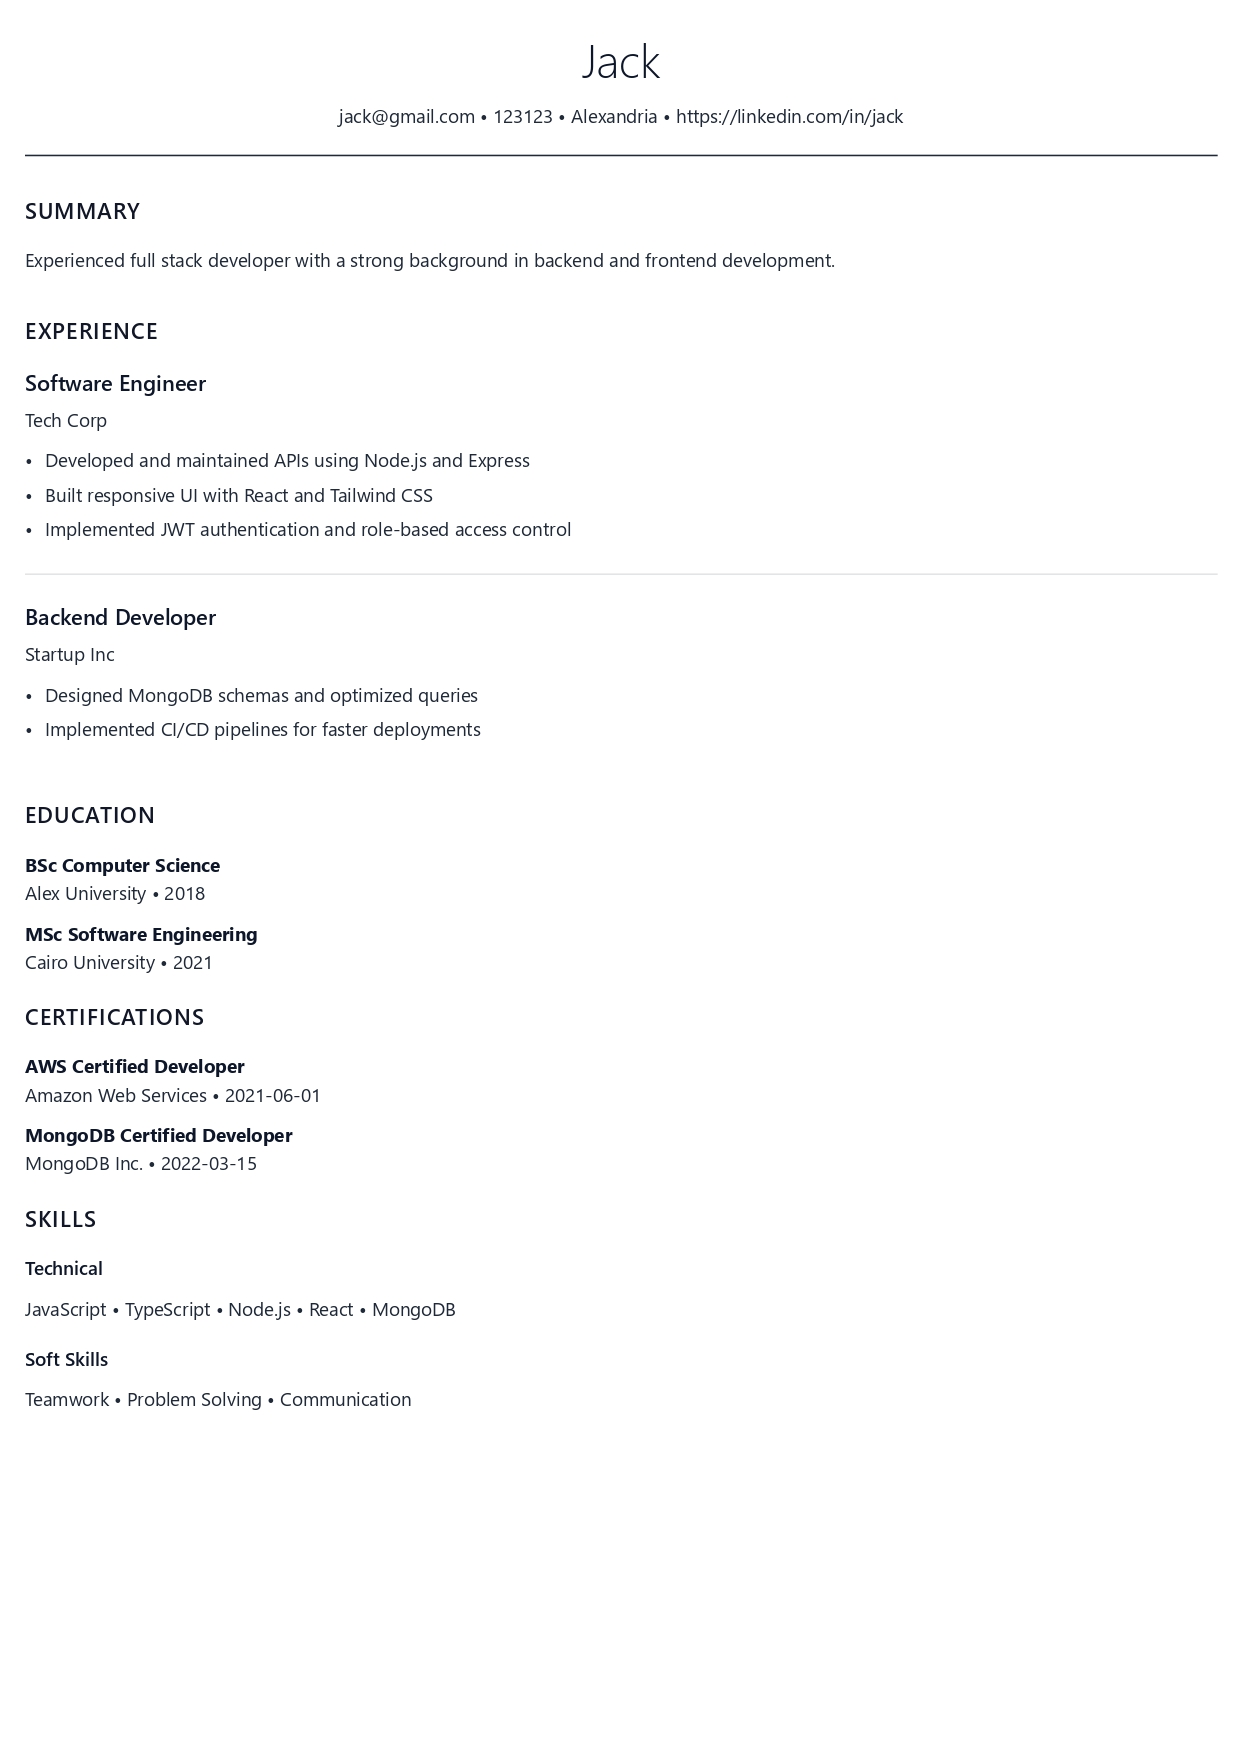 Jack
jack@gmail.com • 123123 • Alexandria • https://linkedin.com/in/jack
SUMMARY
Experienced full stack developer with a strong background in backend and frontend development.
EXPERIENCE
Software Engineer
Tech Corp
• Developed and maintained APIs using Node.js and Express
• Built responsive UI with React and Tailwind CSS
• Implemented JWT authentication and role-based access control
Backend Developer
Startup Inc
• Designed MongoDB schemas and optimized queries
• Implemented CI/CD pipelines for faster deployments
EDUCATION
BSc Computer Science
Alex University • 2018
MSc Software Engineering
Cairo University • 2021
CERTIFICATIONS
AWS Certified Developer
Amazon Web Services • 2021-06-01
MongoDB Certified Developer
MongoDB Inc. • 2022-03-15
SKILLS
Technical
JavaScript • TypeScript • Node.js • React • MongoDB
Soft Skills
Teamwork • Problem Solving • Communication